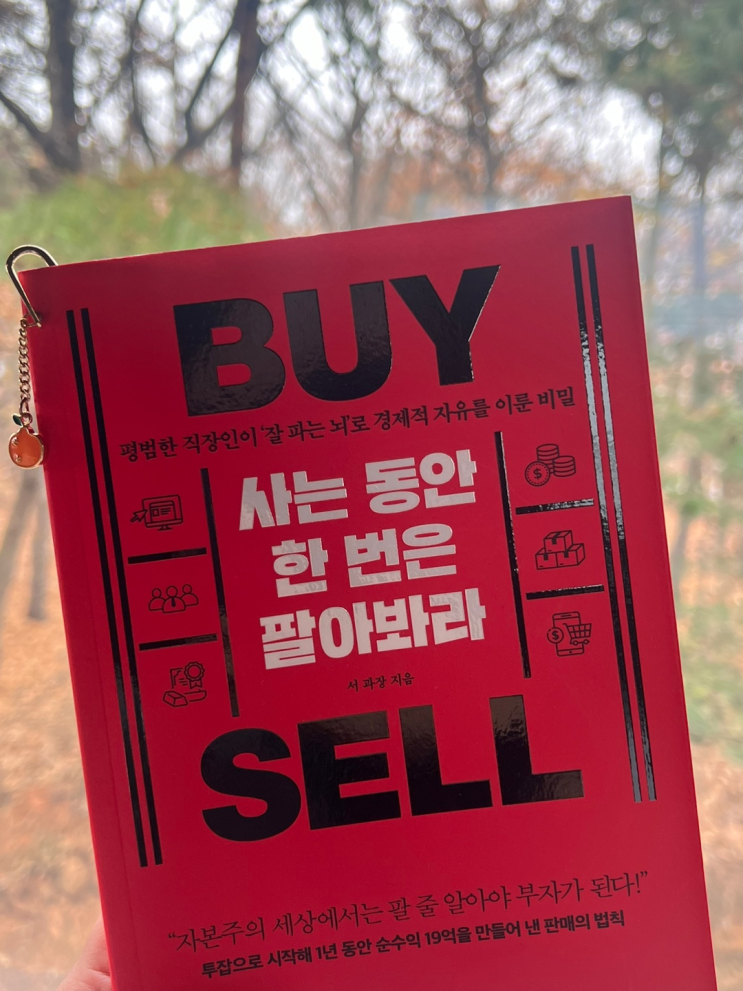 BUY
평범한 직장인이 '잘 파는 뇌'로 경제적 자유를 이룬 비밀
사는 동안
한 번은
팔아봐라
서 과장 지음
SELL
“자본주의 세상에서는 팔 줄 알아야 부자가 된다!”
투잡으로 시작해 1년 동안 순수익 19억을 만들어 낸 판매의 법칙